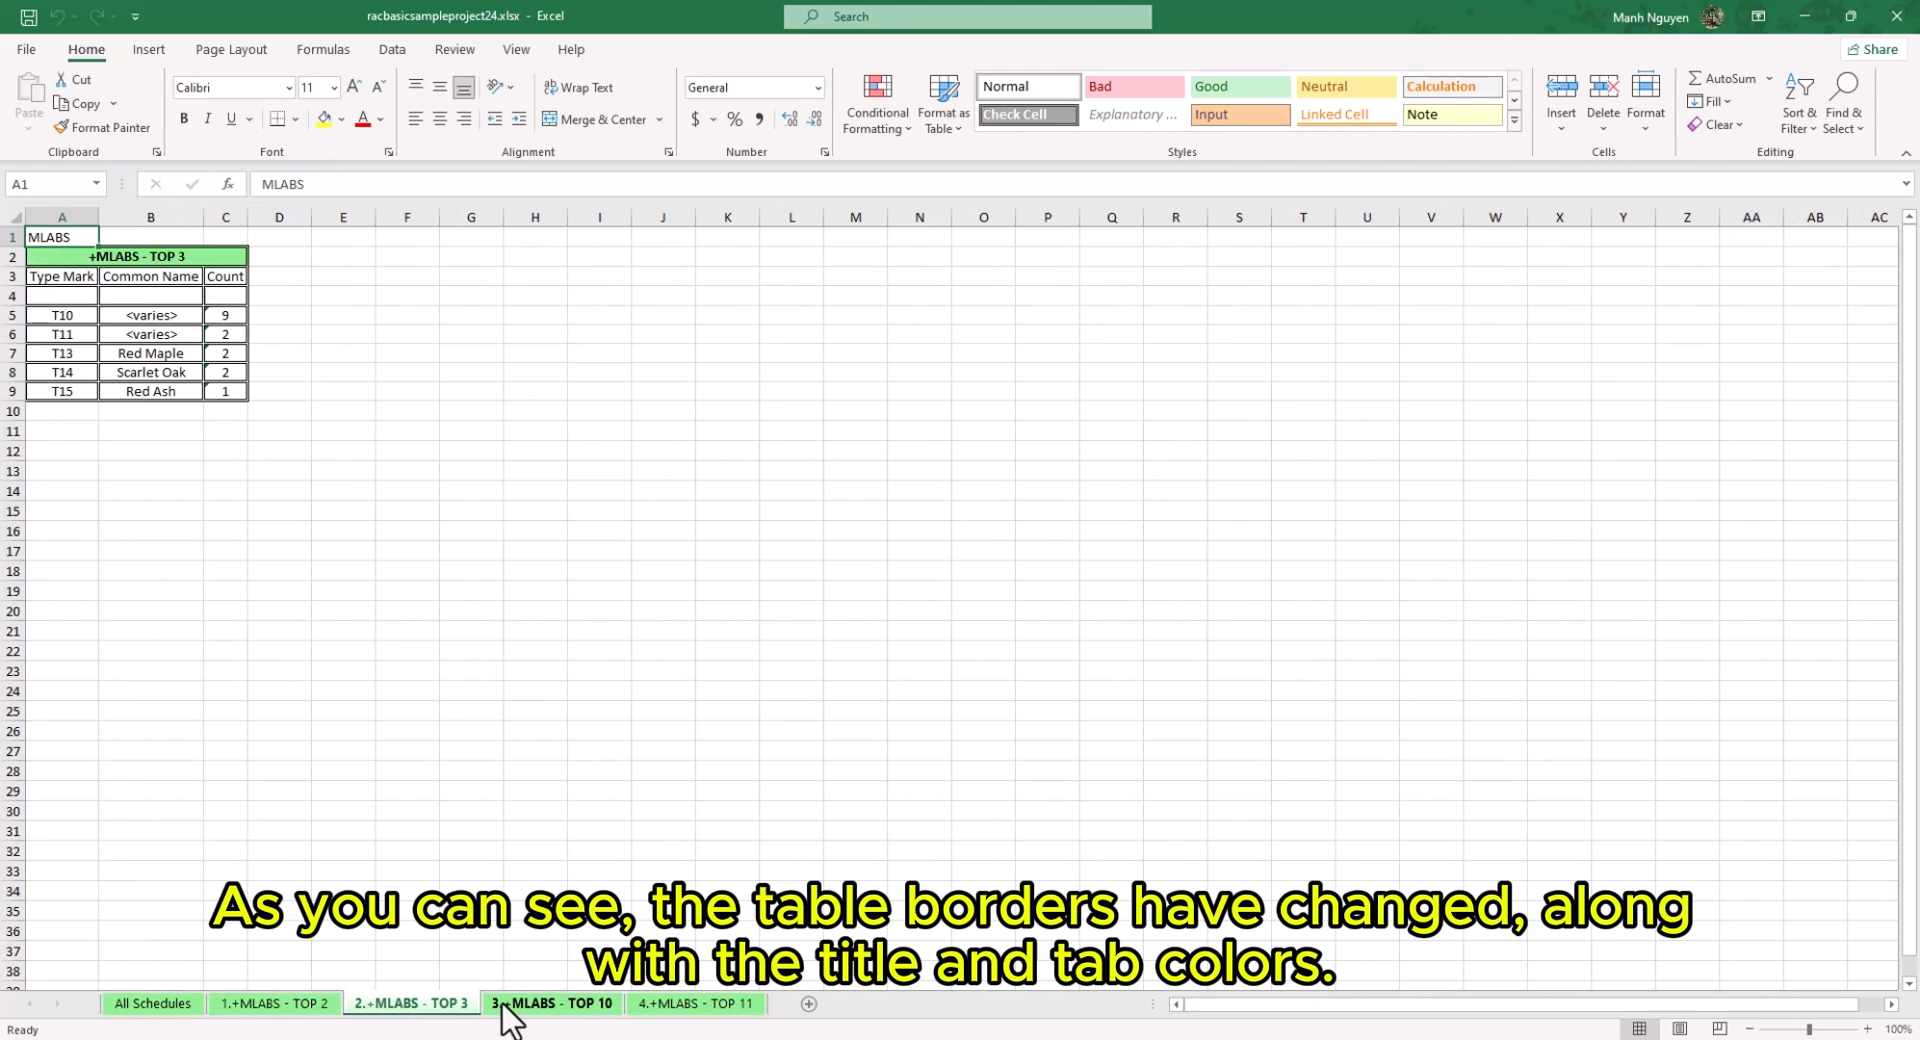 racbasicsampleproject24.xlsx - Excel
Search
Manh Nguyen
File Home Insert Page Layout Formulas Data Review View Help
Share
Paste
Cut
Copy
Format Painter
Clipboard
Calibri 11
B I U
Font
Wrap Text
Merge & Center
Alignment
General
$ % ,
Number
Conditional Formatting
Format as Table
Normal Bad Good Neutral Calculation
Check Cell Explanatory ... Input Linked Cell Note
Styles
Insert Delete Format
Cells
AutoSum
Fill
Clear
Sort & Filter
Find & Select
Editing
A1 fx MLABS
A B C D E F G H I J K L M N O P Q R S T U V W X Y Z AA AB AC
1 MLABS
2 +MLABS - TOP 3
3 Type Mark Common Name Count
4
5 T10 <varies> 9
6 T11 <varies> 2
7 T13 Red Maple 2
8 T14 Scarlet Oak 2
9 T15 Red Ash 1
10
11
12
13
14
15
16
17
18
19
20
21
22
23
24
25
26
27
28
29
30
31
32
33
34
35
36
37
38
As you can see, the table borders have changed, along
with the title and tab colors.
All Schedules 1.+MLABS - TOP 2 2.+MLABS - TOP 3 3.+MLABS - TOP 10 4.+MLABS - TOP 11
Ready
100%